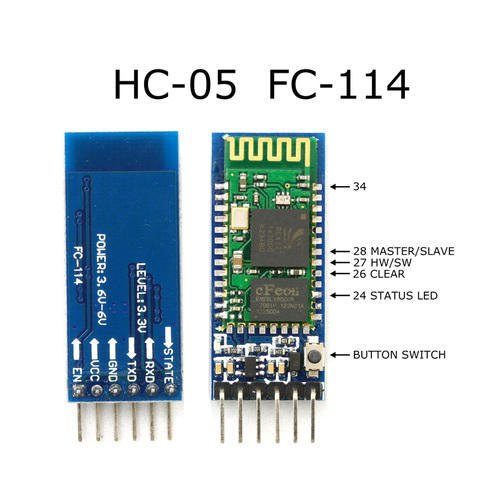 HC-05 FC-114
34
28 MASTER/SLAVE
27 HW/SW
26 CLEAR
24 STATUS LED
BUTTON SWITCH
FC-114
POWER:3.6V-6V
LEVEL:3.3V
EN
VCC
GND
TXD
RXD
STATE
cFeon